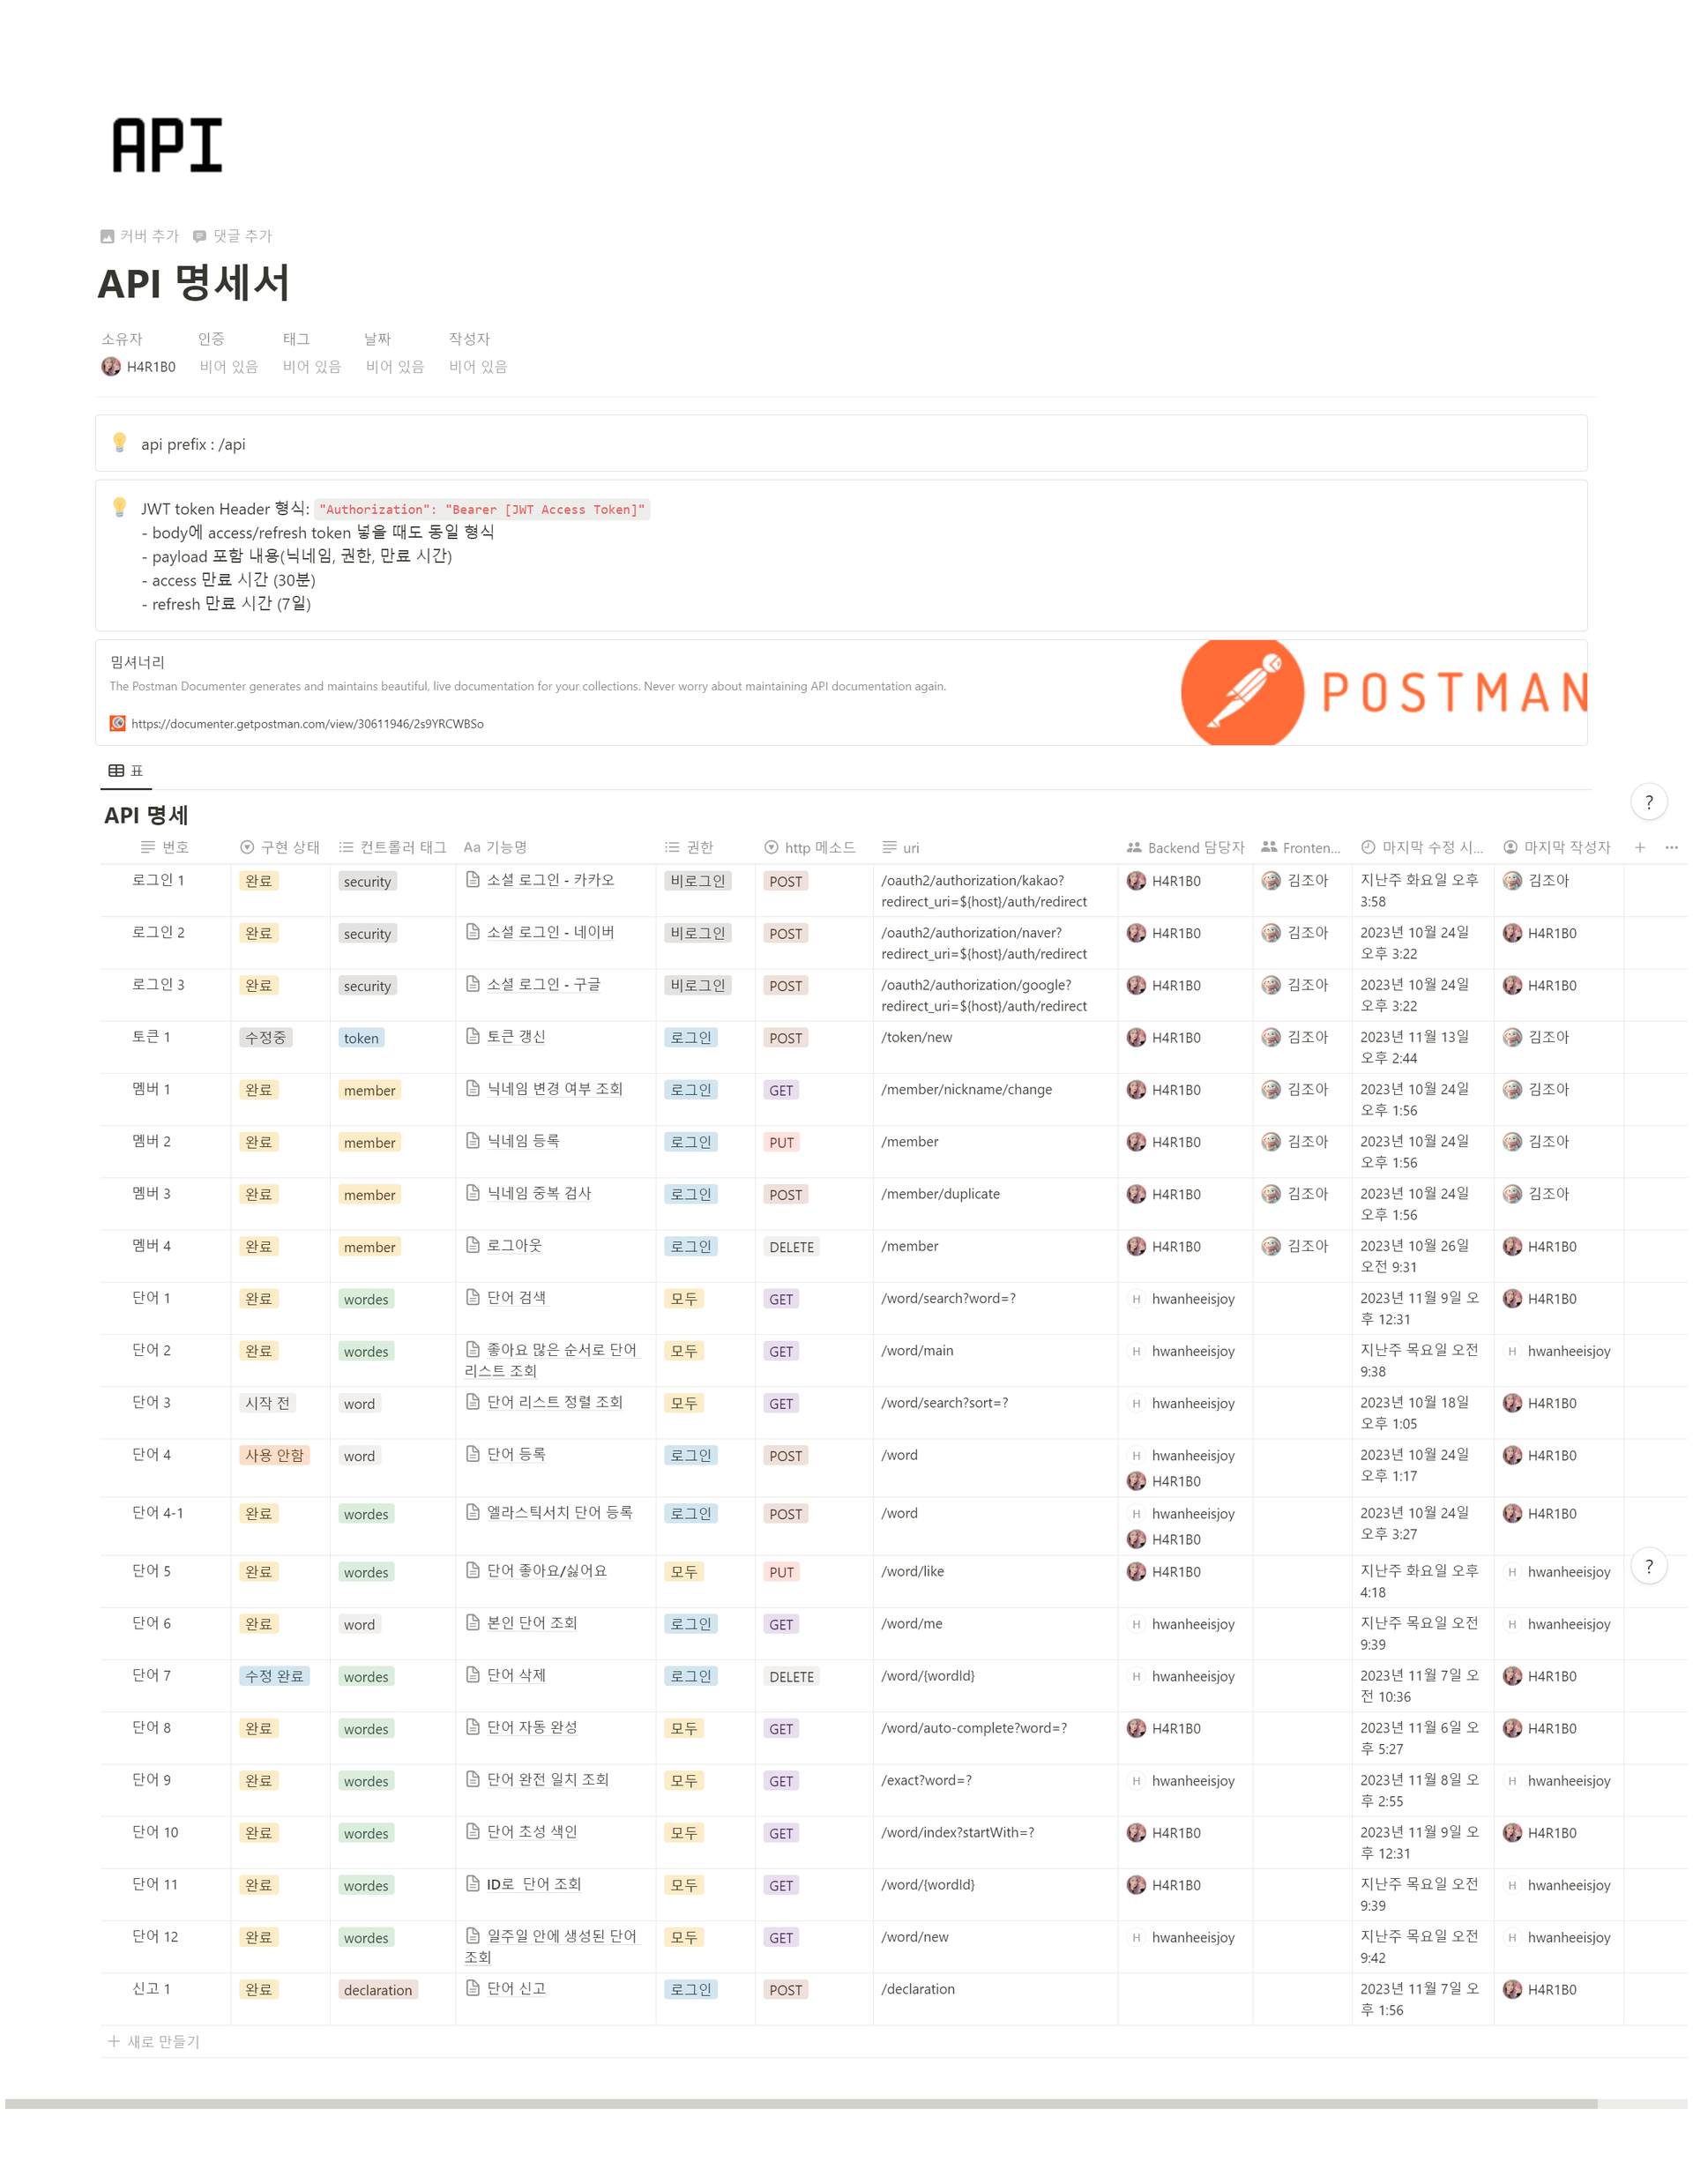 API
커버 추가 댓글 추가
API 명세서
소유자 인증 태그 날짜 작성자
H4R1B0 비어 있음 비어 있음 비어 있음 비어 있음
api prefix : /api
JWT token Header 형식: "Authorization": "Bearer [JWT Access Token]"
- body에 access/refresh token 넣을 때도 동일 형식
- payload 포함 내용(닉네임, 권한, 만료 시간)
- access 만료 시간 (30분)
- refresh 만료 시간 (7일)
밈셔너리
The Postman Documenter generates and maintains beautiful, live documentation for your collections. Never worry about maintaining API documentation again.
https://documenter.getpostman.com/view/30611946/2s9YRCWBSo
POSTMAN
표
API 명세
?
번호 구현 상태 컨트롤러 태그 Aa 기능명 권한 http 메소드 uri Backend 담당자 Fronten... 마지막 수정 시... 마지막 작성자
로그인 1 완료 security 소셜 로그인 - 카카오 비로그인 POST /oauth2/authorization/kakao? H4R1B0 김조아 지난주 화요일 오후 김조아
redirect_uri=${host}/auth/redirect 3:58
로그인 2 완료 security 소셜 로그인 - 네이버 비로그인 POST /oauth2/authorization/naver? H4R1B0 김조아 2023년 10월 24일 H4R1B0
redirect_uri=${host}/auth/redirect 오후 3:22
로그인 3 완료 security 소셜 로그인 - 구글 비로그인 POST /oauth2/authorization/google? H4R1B0 김조아 2023년 10월 24일 H4R1B0
redirect_uri=${host}/auth/redirect 오후 3:22
토큰 1 수정중 token 토큰 갱신 로그인 POST /token/new H4R1B0 김조아 2023년 11월 13일 김조아
오후 2:44
멤버 1 완료 member 닉네임 변경 여부 조회 로그인 GET /member/nickname/change H4R1B0 김조아 2023년 10월 24일 김조아
오후 1:56
멤버 2 완료 member 닉네임 등록 로그인 PUT /member H4R1B0 김조아 2023년 10월 24일 김조아
오후 1:56
멤버 3 완료 member 닉네임 중복 검사 로그인 POST /member/duplicate H4R1B0 김조아 2023년 10월 24일 김조아
오후 1:56
멤버 4 완료 member 로그아웃 로그인 DELETE /member H4R1B0 김조아 2023년 10월 26일 H4R1B0
오전 9:31
단어 1 완료 wordes 단어 검색 모두 GET /word/search?word=? H hwanheeisjoy 2023년 11월 9일 오 H4R1B0
후 12:31
단어 2 완료 wordes 좋아요 많은 순서로 단어 모두 GET /word/main H hwanheeisjoy 지난주 목요일 오전 H hwanheeisjoy
리스트 조회 9:38
단어 3 시작 전 word 단어 리스트 정렬 조회 모두 GET /word/search?sort=? H hwanheeisjoy 2023년 10월 18일 H4R1B0
오후 1:05
단어 4 사용 안함 word 단어 등록 로그인 POST /word H hwanheeisjoy 2023년 10월 24일 H4R1B0
H4R1B0 오후 1:17
단어 4-1 완료 wordes 엘라스틱서치 단어 등록 로그인 POST /word H hwanheeisjoy 2023년 10월 24일 H4R1B0
H4R1B0 오후 3:27
단어 5 완료 wordes 단어 좋아요/싫어요 모두 PUT /word/like H4R1B0 지난주 화요일 오후 H hwanheeisjoy ?
4:18
단어 6 완료 word 본인 단어 조회 로그인 GET /word/me H hwanheeisjoy 지난주 목요일 오전 H hwanheeisjoy
9:39
단어 7 수정 완료 wordes 단어 삭제 로그인 DELETE /word/{wordId} H hwanheeisjoy 2023년 11월 7일 오 H4R1B0
전 10:36
단어 8 완료 wordes 단어 자동 완성 모두 GET /word/auto-complete?word=? H4R1B0 2023년 11월 6일 오 H4R1B0
후 5:27
단어 9 완료 wordes 단어 완전 일치 조회 모두 GET /exact?word=? H hwanheeisjoy 2023년 11월 8일 오 H hwanheeisjoy
후 2:55
단어 10 완료 wordes 단어 초성 색인 모두 GET /word/index?startWith=? H4R1B0 2023년 11월 9일 오 H4R1B0
후 12:31
단어 11 완료 wordes ID로 단어 조회 모두 GET /word/{wordId} H4R1B0 지난주 목요일 오전 H hwanheeisjoy
9:39
단어 12 완료 wordes 일주일 안에 생성된 단어 모두 GET /word/new H hwanheeisjoy 지난주 목요일 오전 H hwanheeisjoy
조회 9:42
신고 1 완료 declaration 단어 신고 로그인 POST /declaration 2023년 11월 7일 오 H4R1B0
후 1:56
새로 만들기